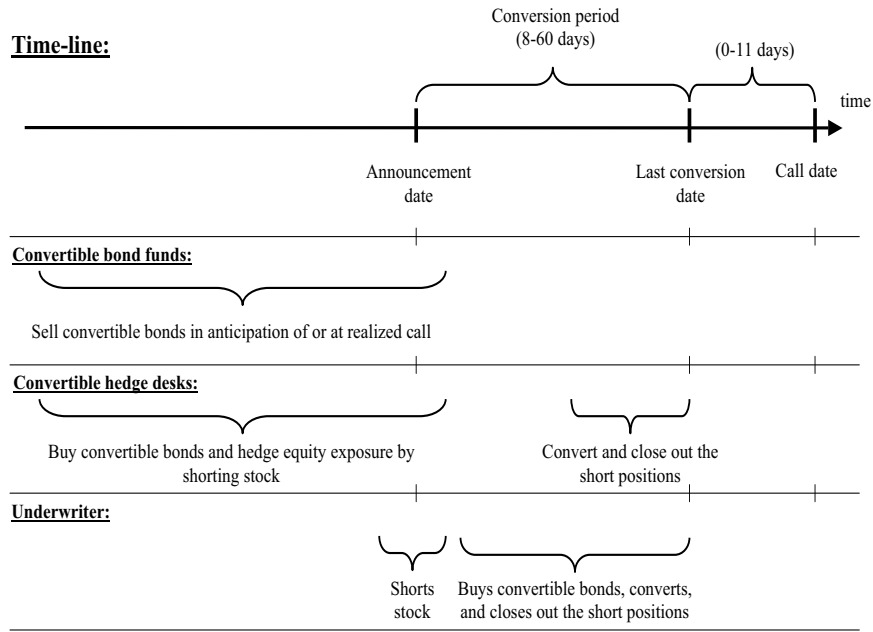 Conversion period
(8-60 days)
Time-line:
(0-11 days)
time
Announcement
date
Last conversion
date
Call date
Convertible bond funds:
Sell convertible bonds in anticipation of or at realized call
Convertible hedge desks:
Buy convertible bonds and hedge equity exposure by
shorting stock
Convert and close out the
short positions
Underwriter:
Shorts
stock
Buys convertible bonds, converts,
and closes out the short positions